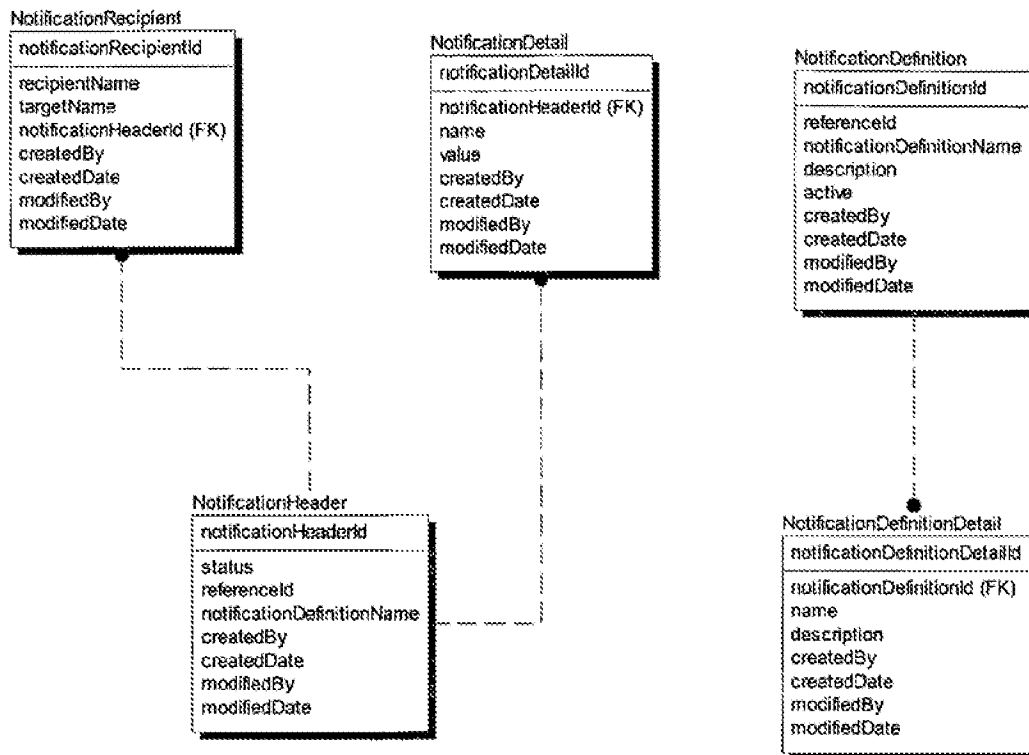 NotificationRecipient
notificationRecipientId
recipientName
targetName
notificationHeaderId (FK)
createdBy
createdDate
modifiedBy
modifiedDate
NotificationDetail
notificationDetailId
notificationHeaderId (FK)
name
value
createdBy
createdDate
modifiedBy
modifiedDate
NotificationDefinition
notificationDefinitionId
referenceId
notificationDefinitionName
description
active
createdBy
createdDate
modifiedBy
modifiedDate
NotificationHeader
notificationHeaderId
status
referenceId
notificationDefinitionName
createdBy
createdDate
modifiedBy
modifiedDate
NotificationDefinitionDetail
notificationDefinitionDetailId
notificationDefinitionId (FK)
name
description
createdBy
createdDate
modifiedBy
modifiedDate